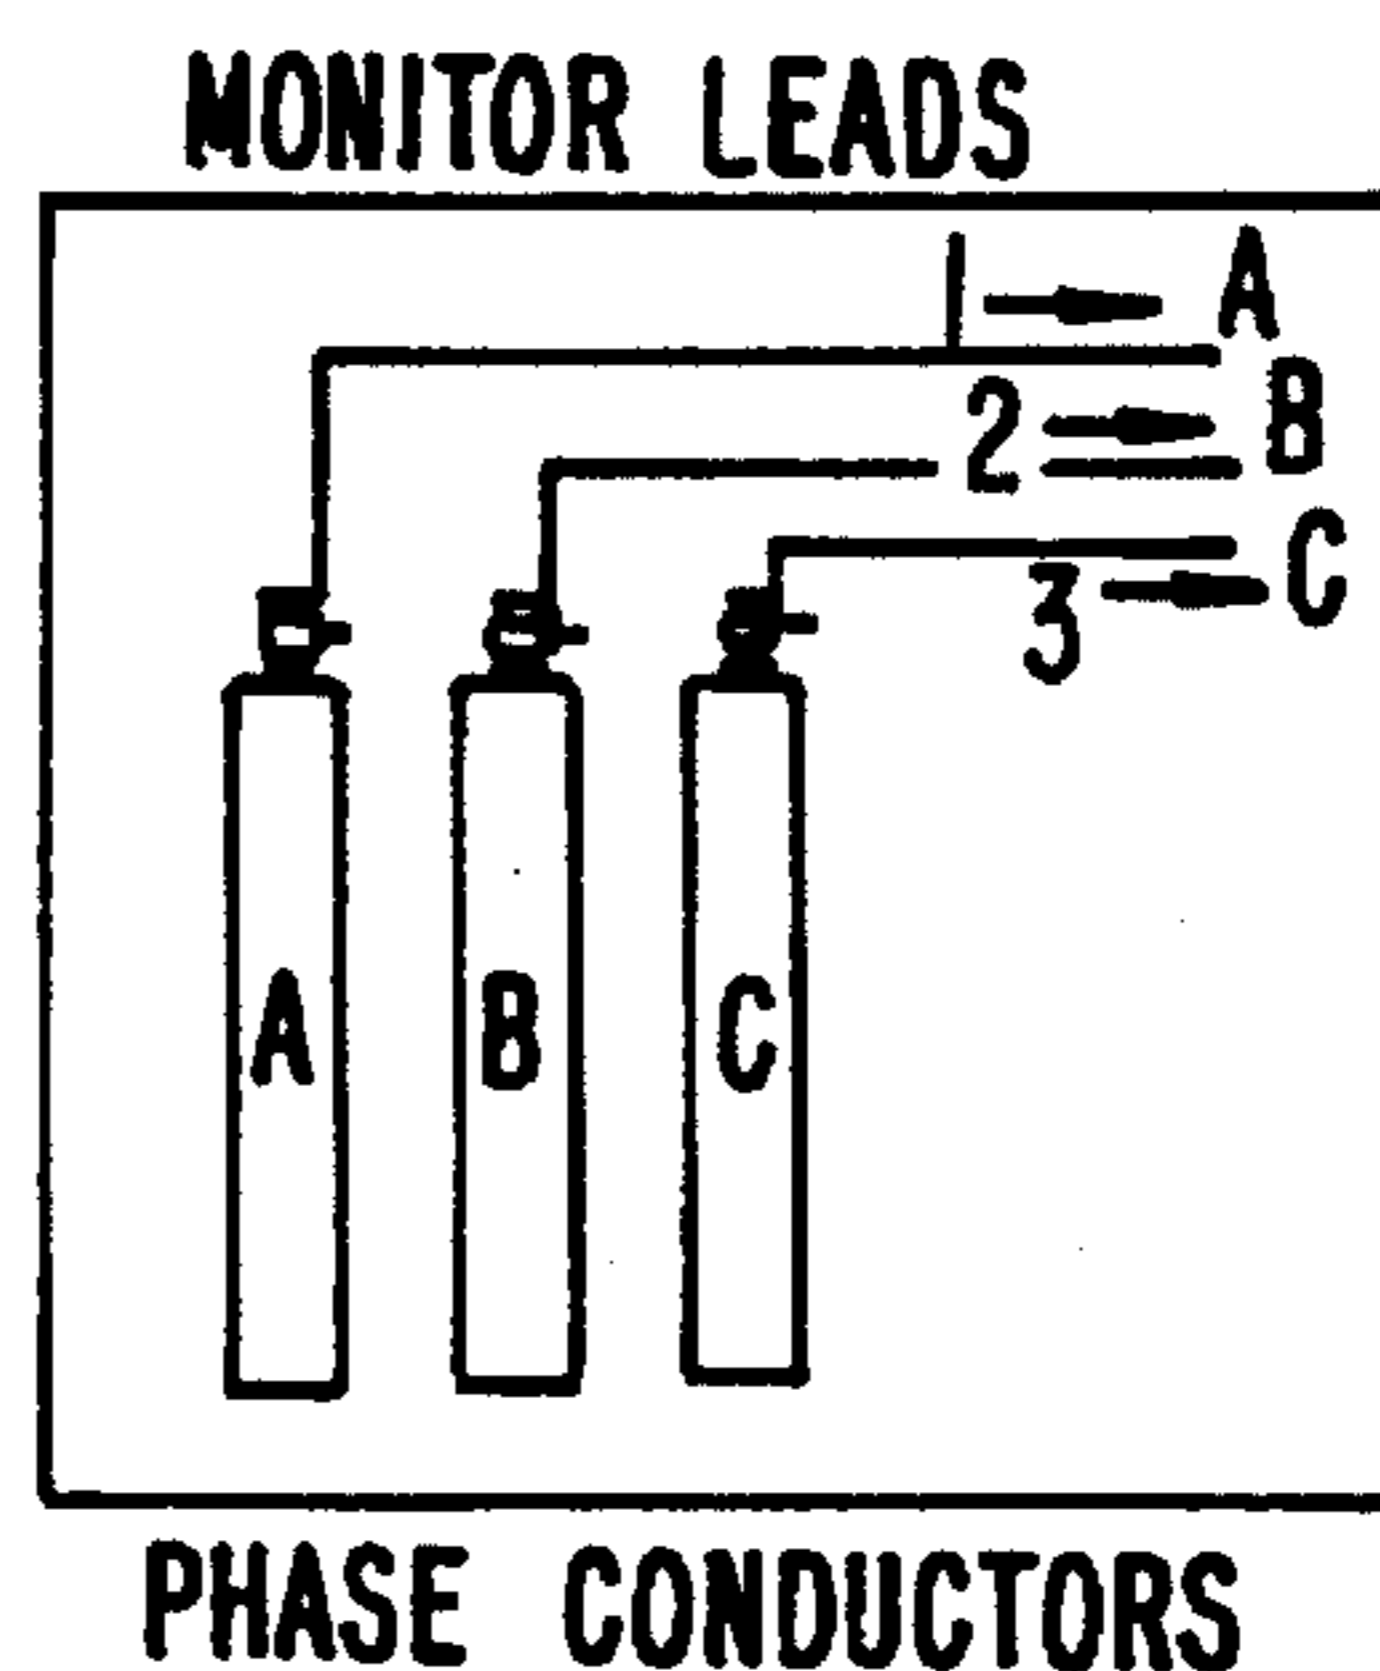 MONITOR LEADS
1 → A
2 → B
3 → C
A B C
PHASE CONDUCTORS